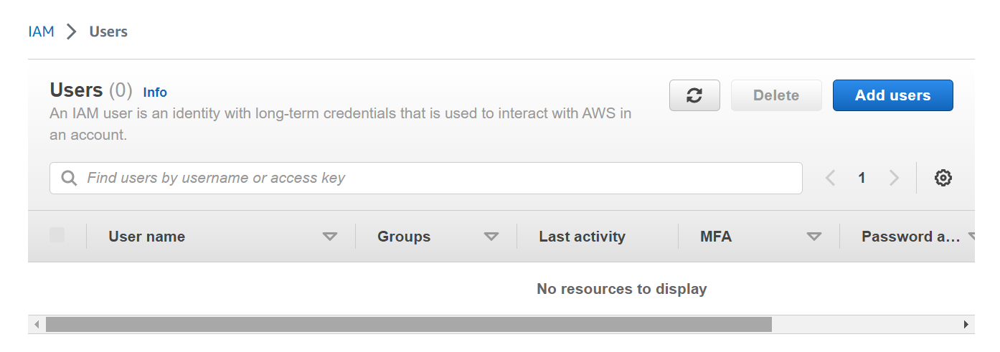 IAM Users
Users (0) Info
An IAM user is an identity with long-term credentials that is used to interact with AWS in
an account.
Delete
Add users
Find users by username or access key
1
User name Groups Last activity MFA Password a...
No resources to display